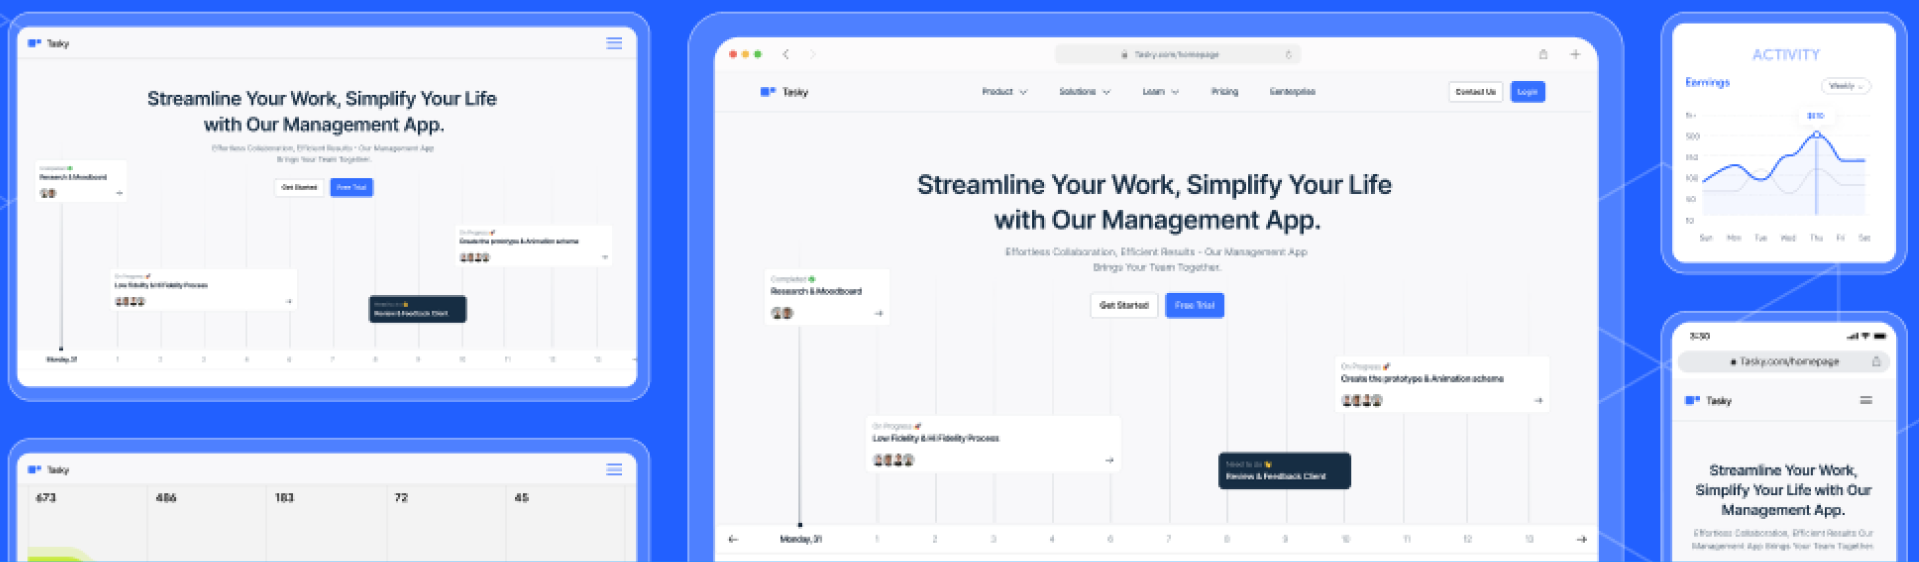 Tasky
Streamline Your Work, Simplify Your Life
with Our Management App.
Effortless Collaboration, Efficient Results - Our Management App
Brings Your Team Together.
Get Started
Free Trial
Completed
Research & Moodboard
On Progress
Create the prototype & Animation scheme
On Progress
Low Fidelity & Hi Fidelity Process
Need to do
Review & Feedback Client
Monday, 31 1 2 3 4 6 7 8 9 10 11 12 13
Tasky
673 486 183 72 45
Tasky.com/homepage
Tasky
Product Solutions Learn Pricing Eenterprise Contact Us Login
Streamline Your Work, Simplify Your Life
with Our Management App.
Effortless Collaboration, Efficient Results - Our Management App
Brings Your Team Together.
Get Started
Free Trial
Completed
Research & Moodboard
On Progress
Create the prototype & Animation scheme
On Progress
Low Fidelity & Hi Fidelity Process
Need to do
Review & Feedback Client
Monday, 31 1 2 3 4 6 7 8 9 10 11 12 13
ACTIVITY
Earnings
Weekly
500
100
50
Sun Mon Tue Wed Thu Fri Sat
3:30
Tasky.com/homepage
Tasky
Streamline Your Work,
Simplify Your Life with Our
Management App.
Effortless Collaboration, Efficient Results Our
Management App Brings Your Team Together.